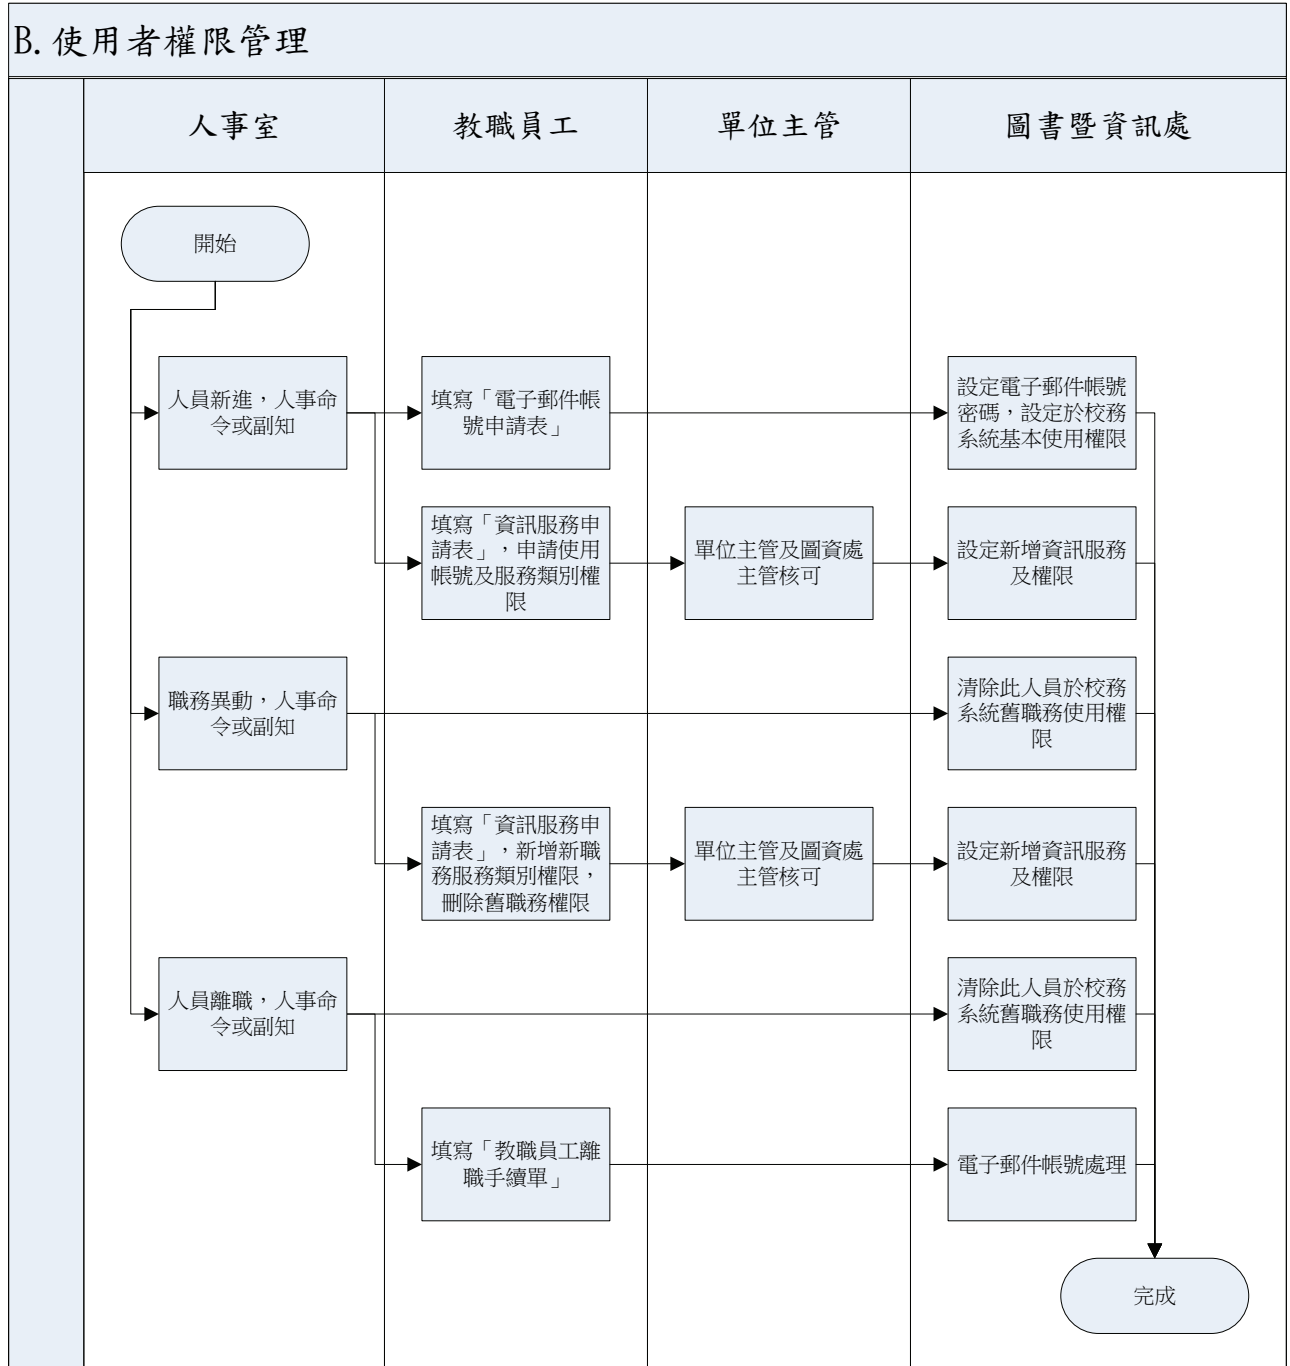 B. 使用者權限管理
人事室
教職員工
單位主管
圖書暨資訊處
開始
人員新進，人事命
令或副知
填寫「電子郵件帳
號申請表」
設定電子郵件帳號
密碼，設定於校務
系統基本使用權限
填寫「資訊服務申
請表」，申請使用
帳號及服務類別權
限
單位主管及圖資處
主管核可
設定新增資訊服務
及權限
職務異動，人事命
令或副知
清除此人員於校務
系統舊職務使用權
限
填寫「資訊服務申
請表」，新增新職
務服務類別權限，
刪除舊職務權限
單位主管及圖資處
主管核可
設定新增資訊服務
及權限
人員離職，人事命
令或副知
清除此人員於校務
系統舊職務使用權
限
填寫「教職員工離
職手續單」
電子郵件帳號處理
完成